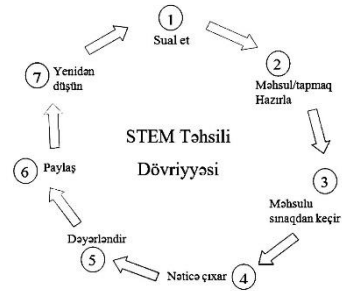 1
Sual et
2
Məhsul/tapmaq
Hazırla
3
Məhsulu
sınaqdan keçir
4
Nəticə çıxar
5
Dəyərləndir
6
Paylaş
7
Yenidən
düşün
STEM Təhsili
Dövriyyəsi